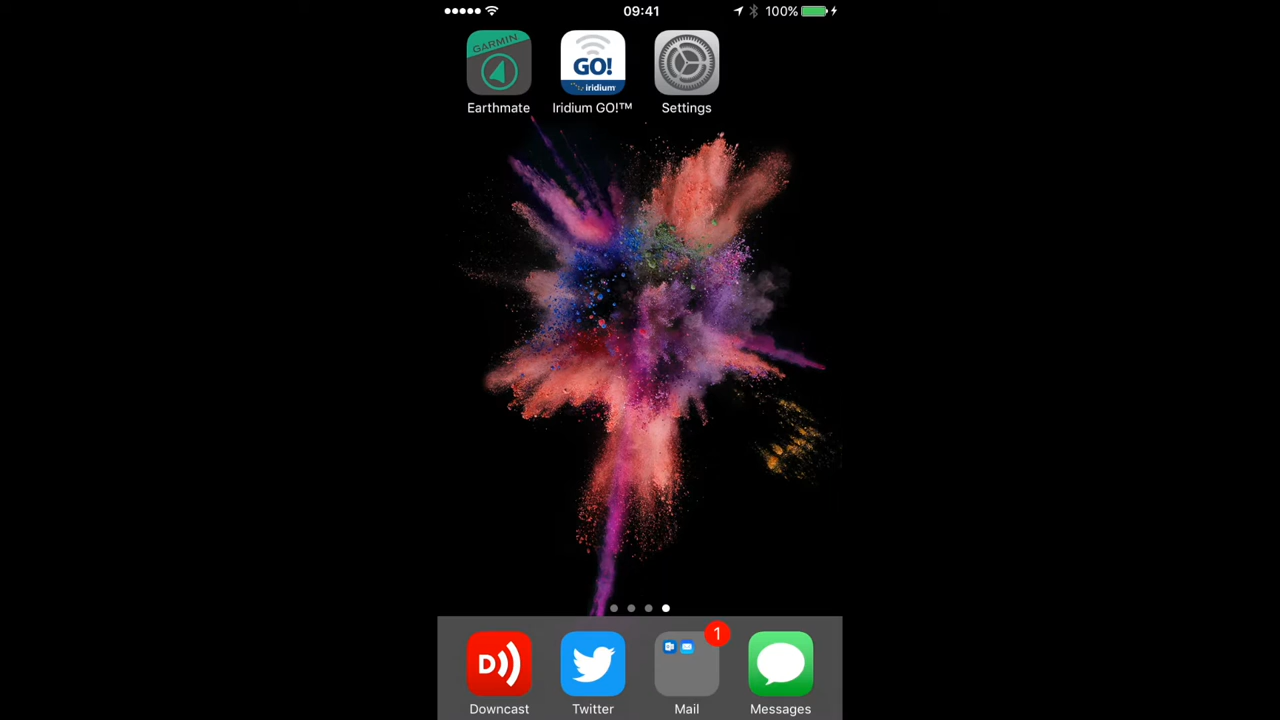 09:41
100%
GARMIN
GO!
iridium
Earthmate
Iridium GO!™
Settings
1
D
Downcast
Twitter
Mail
Messages